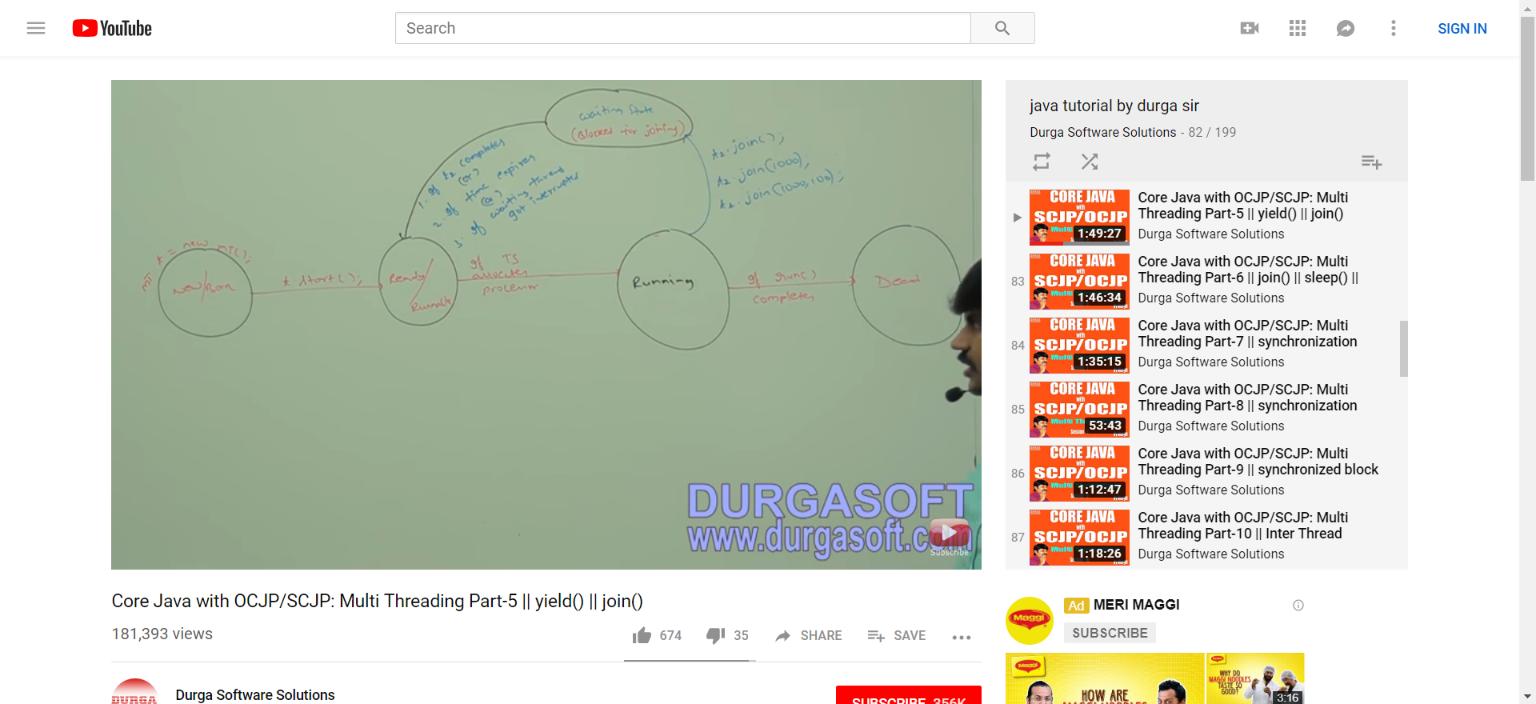 YouTube
Search
SIGN IN
waiting state
(Blocked for joining)
1. if t2 completes
(or)
2. if time expires
(or)
3. if waiting thread
got interrupted
t2.join();
t2.join(1000);
t2.join(1000,100);
t = new MT();
new/born
t.start();
Ready/
Runnable
if TS
allocates
processor
Running
if run()
completes
Dead
DURGASOFT
www.durgasoft.com
Subscribe
Core Java with OCJP/SCJP: Multi Threading Part-5 || yield() || join()
181,393 views
674
35
SHARE
SAVE
DURGA
Durga Software Solutions
SUBSCRIBE 356K
java tutorial by durga sir
Durga Software Solutions - 82 / 199
CORE JAVA
with
SCJP/OCJP
1:49:27
Core Java with OCJP/SCJP: Multi
Threading Part-5 || yield() || join()
Durga Software Solutions
83
CORE JAVA
with
SCJP/OCJP
1:46:34
Core Java with OCJP/SCJP: Multi
Threading Part-6 || join() || sleep() ||
Durga Software Solutions
84
CORE JAVA
with
SCJP/OCJP
1:35:15
Core Java with OCJP/SCJP: Multi
Threading Part-7 || synchronization
Durga Software Solutions
85
CORE JAVA
with
SCJP/OCJP
53:43
Core Java with OCJP/SCJP: Multi
Threading Part-8 || synchronization
Durga Software Solutions
86
CORE JAVA
with
SCJP/OCJP
1:12:47
Core Java with OCJP/SCJP: Multi
Threading Part-9 || synchronized block
Durga Software Solutions
87
CORE JAVA
with
SCJP/OCJP
1:18:26
Core Java with OCJP/SCJP: Multi
Threading Part-10 || Inter Thread
Durga Software Solutions
Maggi
Ad MERI MAGGI
SUBSCRIBE
Maggi
HOW ARE
MAGGI NOODLES
WHY DO
MAGGI NOODLES
TASTE SO
GOOD?
3:16